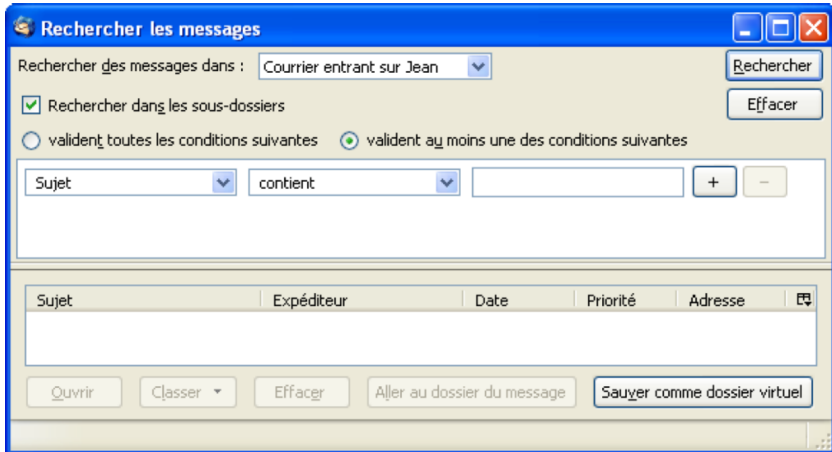 Rechercher les messages
Rechercher des messages dans : Courrier entrant sur Jean Rechercher
Rechercher dans les sous-dossiers Effacer
valident toutes les conditions suivantes valident au moins une des conditions suivantes
Sujet contient + −
Sujet Expéditeur Date Priorité Adresse
Ouvrir Classer Effacer Aller au dossier du message Sauver comme dossier virtuel